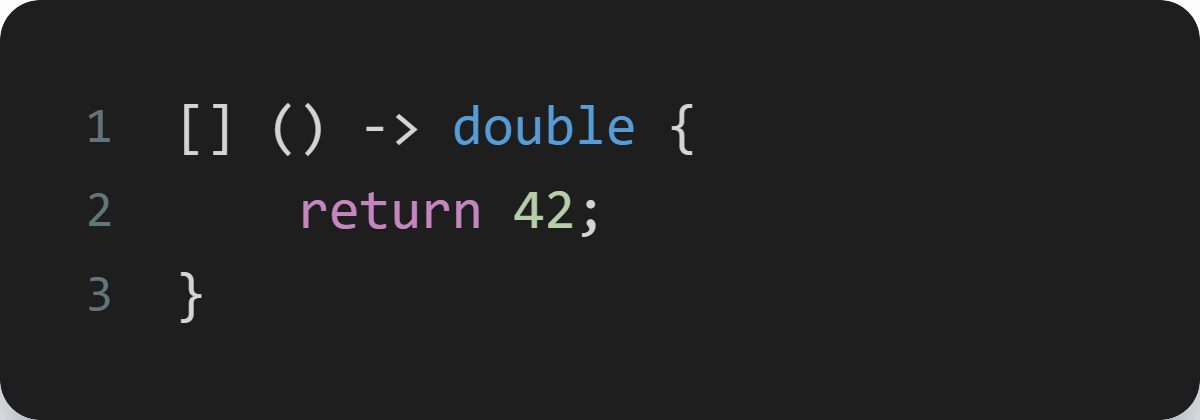 1 [] () -> double {
2     return 42;
3 }